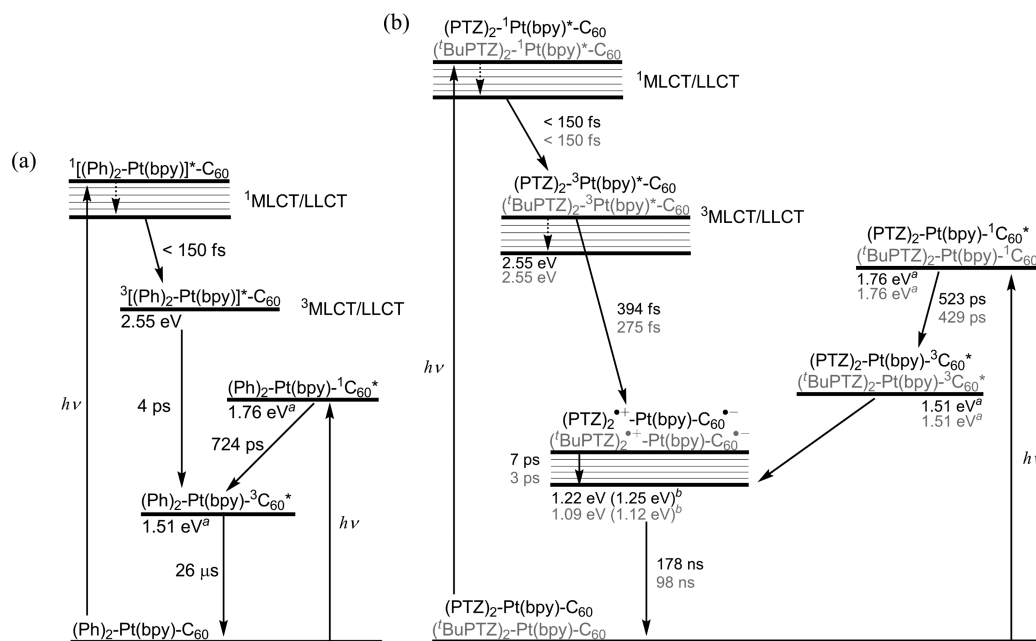 (a)
¹[(Ph)₂-Pt(bpy)]*-C₆₀
¹MLCT/LLCT
< 150 fs
³[(Ph)₂-Pt(bpy)]*-C₆₀
2.55 eV
³MLCT/LLCT
hν
4 ps
(Ph)₂-Pt(bpy)-¹C₆₀*
1.76 eVᵃ
724 ps
(Ph)₂-Pt(bpy)-³C₆₀*
1.51 eVᵃ
hν
26 μs
(Ph)₂-Pt(bpy)-C₆₀
(b)
(PTZ)₂-¹Pt(bpy)*-C₆₀
(ᵗBuPTZ)₂-¹Pt(bpy)*-C₆₀
¹MLCT/LLCT
< 150 fs
< 150 fs
(PTZ)₂-³Pt(bpy)*-C₆₀
(ᵗBuPTZ)₂-³Pt(bpy)*-C₆₀
³MLCT/LLCT
2.55 eV
2.55 eV
(PTZ)₂-Pt(bpy)-¹C₆₀*
(ᵗBuPTZ)₂-Pt(bpy)-¹C₆₀
1.76 eVᵃ
1.76 eVᵃ
394 fs
275 fs
523 ps
429 ps
hν
(PTZ)₂-Pt(bpy)-³C₆₀*
(ᵗBuPTZ)₂-Pt(bpy)-³C₆₀*
1.51 eVᵃ
1.51 eVᵃ
(PTZ)₂•⁺-Pt(bpy)-C₆₀•⁻
(ᵗBuPTZ)₂•⁺-Pt(bpy)-C₆₀•⁻
7 ps
3 ps
hν
1.22 eV (1.25 eV)ᵇ
1.09 eV (1.12 eV)ᵇ
178 ns
98 ns
(PTZ)₂-Pt(bpy)-C₆₀
(ᵗBuPTZ)₂-Pt(bpy)-C₆₀